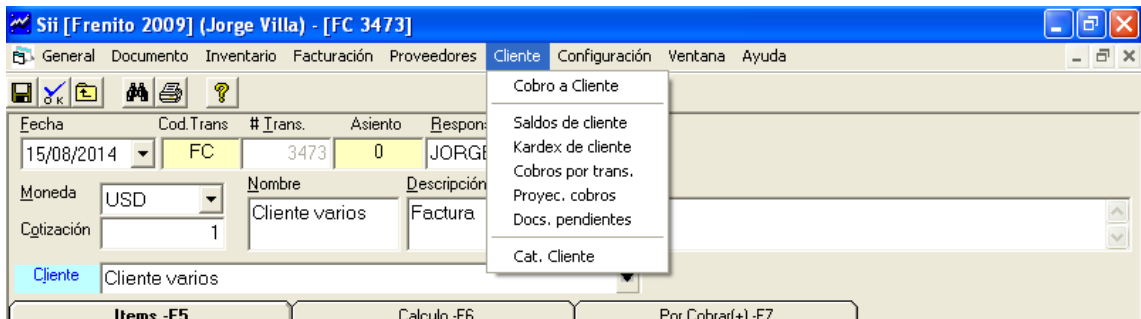 Sii [Frenito 2009] (Jorge Villa) - [FC 3473]
General Documento Inventario Facturación Proveedores Cliente Configuración Ventana Ayuda
OK
Cobro a Cliente
Saldos de cliente
Kardex de cliente
Cobros por trans.
Proyec. cobros
Docs. pendientes
Cat. Cliente
Fecha Cod.Trans # Trans. Asiento Respon
15/08/2014 FC 3473 0 JORGE
Moneda USD Nombre Descripción
Cliente varios Factura
Cotización 1
Cliente Cliente varios
Items -F5 Calculo -F6 Por Cobrar(+) -F7